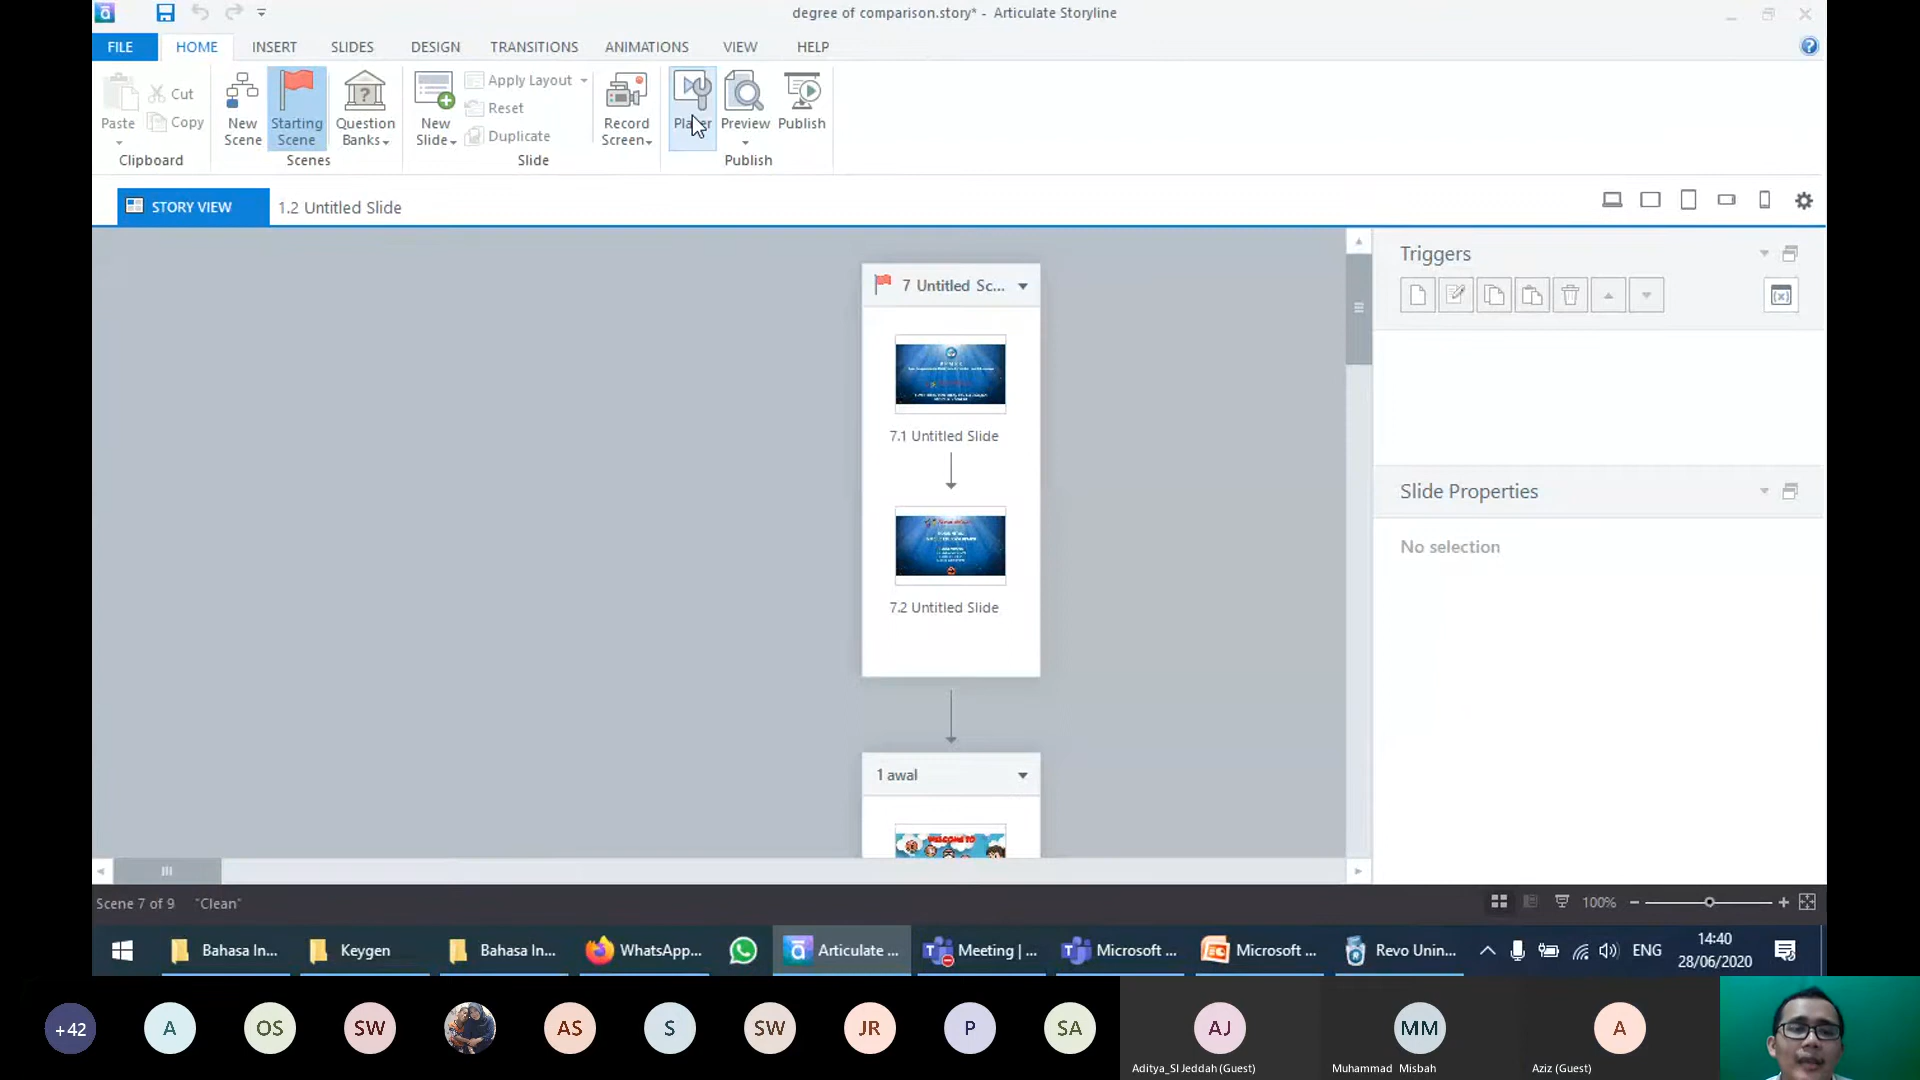 degree of comparison.story* - Articulate Storyline
FILE
HOME
INSERT
SLIDES
DESIGN
TRANSITIONS
ANIMATIONS
VIEW
HELP
Paste
Cut
Copy
Clipboard
New
Scene
Starting
Scene
Question
Banks
Scenes
New
Slide
Apply Layout
Reset
Duplicate
Slide
Record
Screen
Player
Preview
Publish
Publish
STORY VIEW
1.2 Untitled Slide
7 Untitled Sc...
7.1 Untitled Slide
7.2 Untitled Slide
1 awal
WELCOME TO
Triggers
Slide Properties
No selection
Scene 7 of 9
"Clean"
100%
Bahasa In...
Keygen
Bahasa In...
WhatsApp...
Articulate ...
Meeting | ...
Microsoft ...
Microsoft ...
Revo Unin...
ENG
14:40
28/06/2020
+42
A
OS
SW
AS
S
SW
JR
P
SA
AJ
Aditya_SI Jeddah (Guest)
MM
Muhammad Misbah
A
Aziz (Guest)